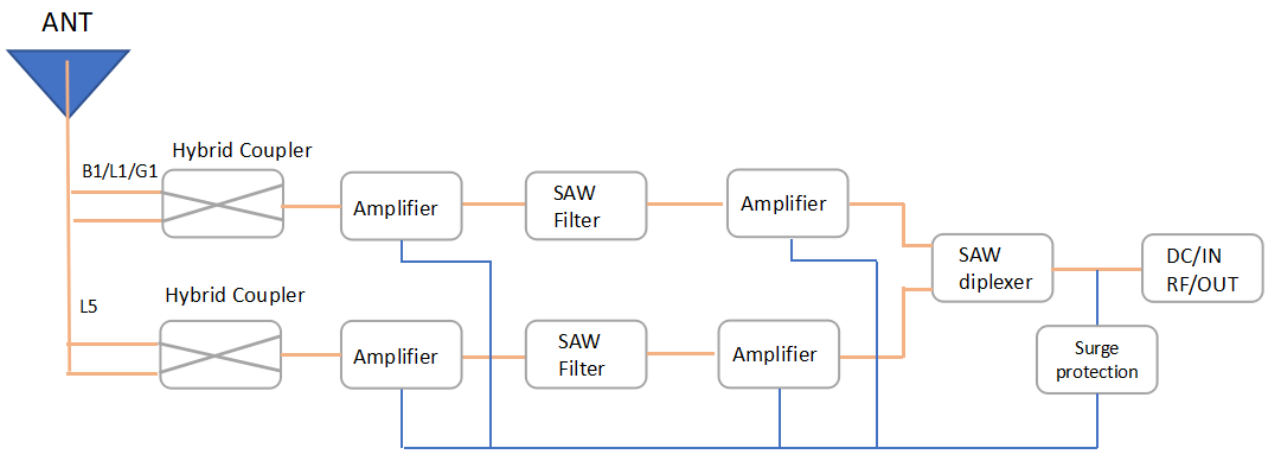 ANT
Hybrid Coupler
B1/L1/G1
Amplifier
SAW
Filter
Amplifier
SAW
diplexer
DC/IN
RF/OUT
Hybrid Coupler
L5
Amplifier
SAW
Filter
Amplifier
Surge
protection